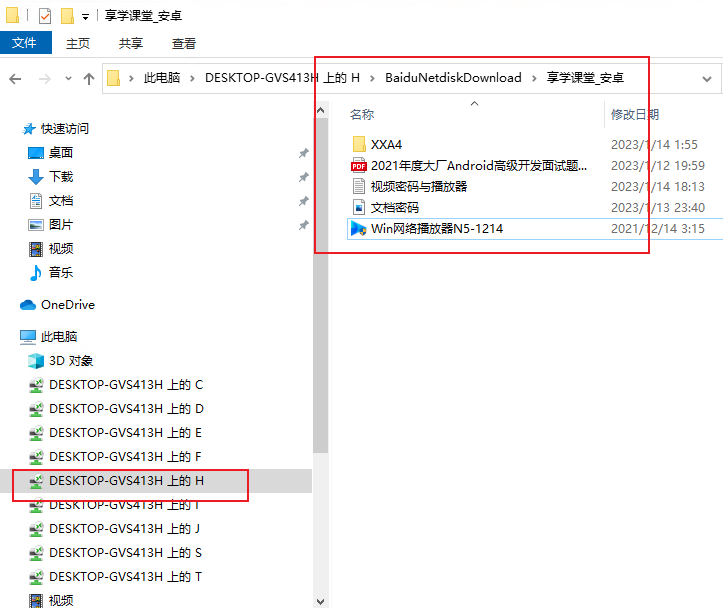 享学课堂_安卓
文件 主页 共享 查看
此电脑 DESKTOP-GVS413H 上的 H BaiduNetdiskDownload 享学课堂_安卓
快速访问
桌面
下载
文档
图片
视频
音乐
OneDrive
此电脑
3D 对象
DESKTOP-GVS413H 上的 C
DESKTOP-GVS413H 上的 D
DESKTOP-GVS413H 上的 E
DESKTOP-GVS413H 上的 F
DESKTOP-GVS413H 上的 H
DESKTOP-GVS413H 上的 I
DESKTOP-GVS413H 上的 J
DESKTOP-GVS413H 上的 S
DESKTOP-GVS413H 上的 T
视频
名称 修改日期
XXA4 2023/1/14 1:55
PDF 2021年度大厂Android高级开发面试题... 2023/1/12 19:59
视频密码与播放器 2023/1/14 18:13
文档密码 2023/1/13 23:40
Win网络播放器N5-1214 2021/12/14 3:15